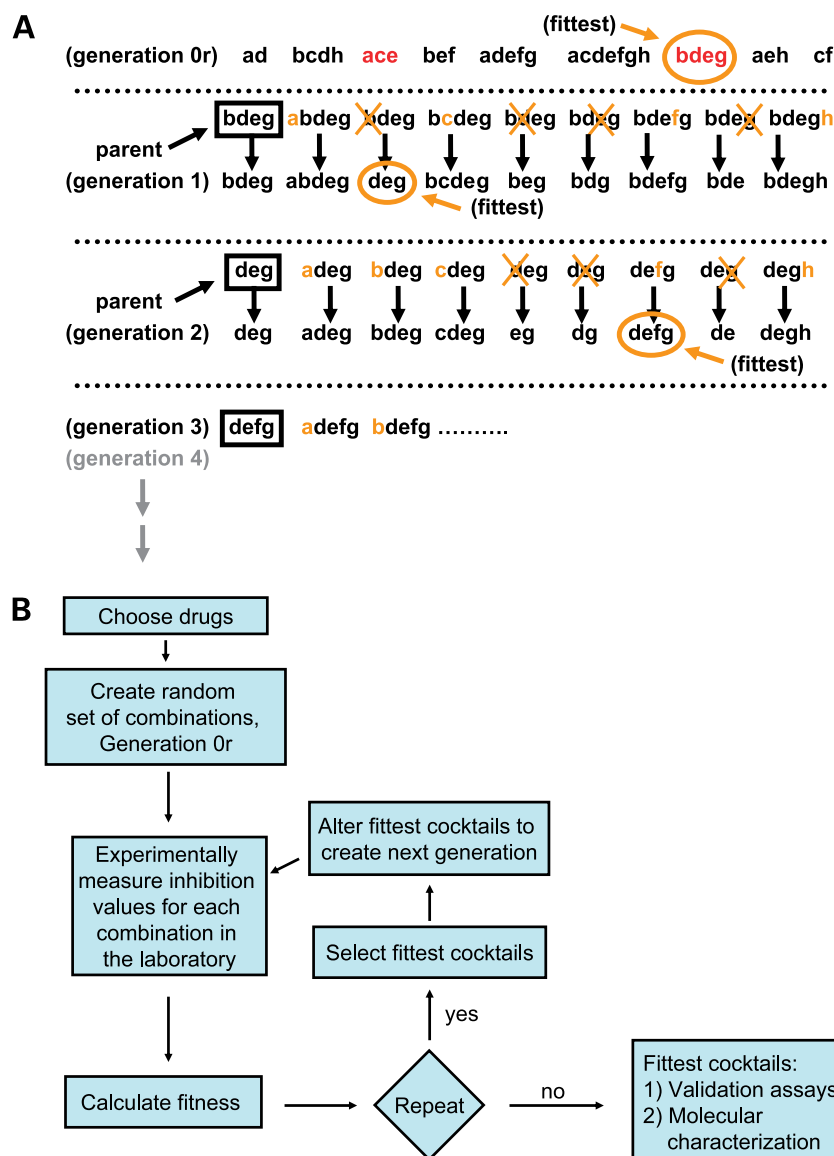 A
(fittest)
(generation 0r) ad bcdh ace bef adefg acdefgh bdeg aeh cf
bdeg abdeg bdeg bcdeg bdeg bdeg bdefg bdeg bdegh
parent
(generation 1) bdeg abdeg deg bcdeg beg bdg bdefg bde bdegh
(fittest)
deg adeg bdeg cdeg deg deg defg deg degh
parent
(generation 2) deg adeg bdeg cdeg eg dg defg de degh
(fittest)
(generation 3) defg adefg bdefg ..........
(generation 4)
B
Choose drugs
Create random
set of combinations,
Generation 0r
Alter fittest cocktails to
create next generation
Experimentally
measure inhibition
values for each
combination in
the laboratory
Select fittest cocktails
yes
Calculate fitness
Repeat
no
Fittest cocktails:
1) Validation assays
2) Molecular
characterization